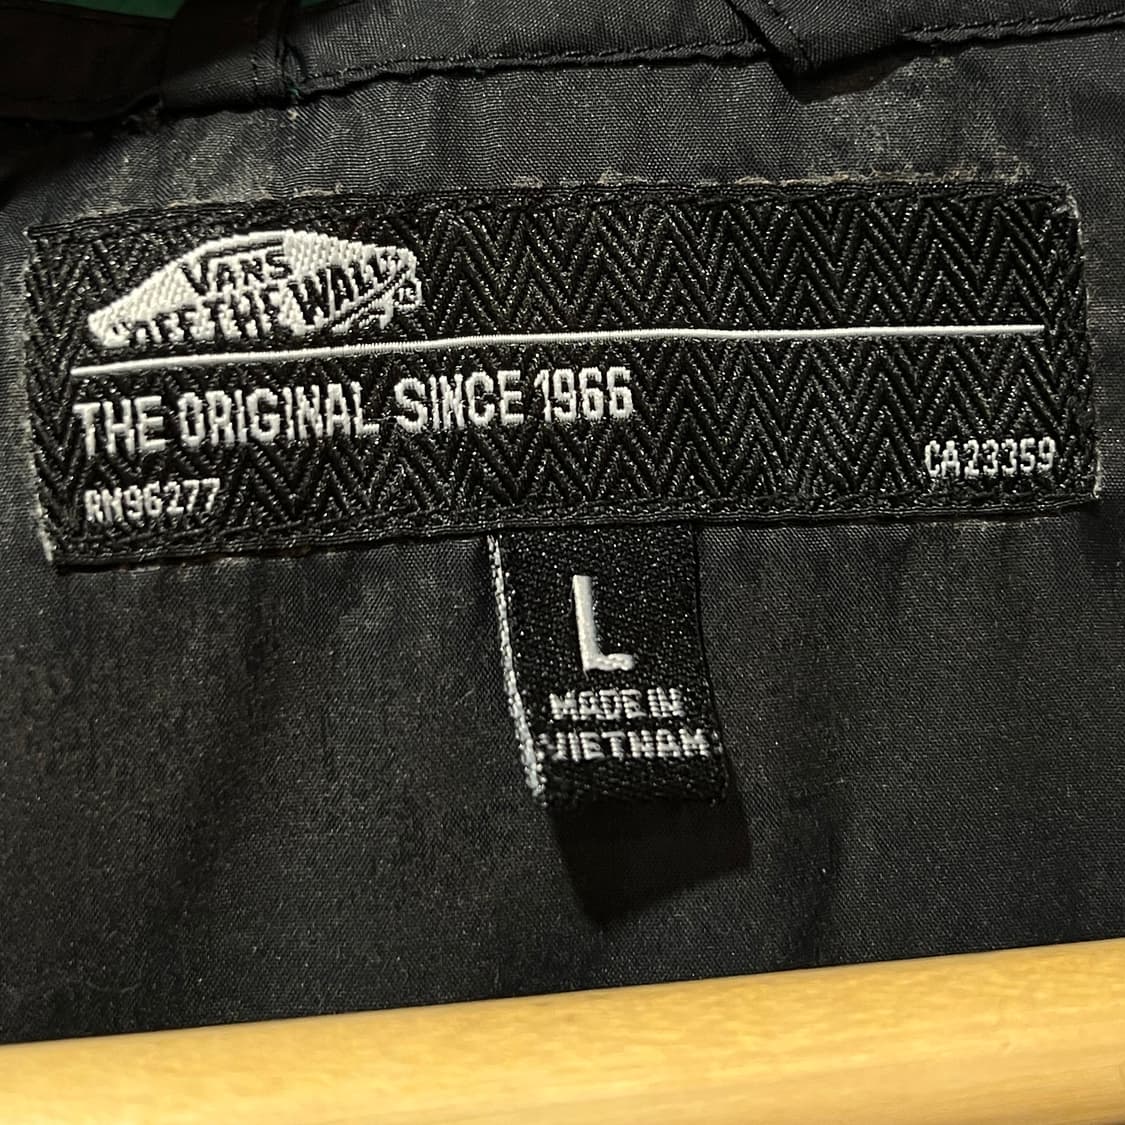 VANS
"OFF THE WALL"
THE ORIGINAL SINCE 1966
RN96277
CA23359
L
MADE IN
VIETNAM